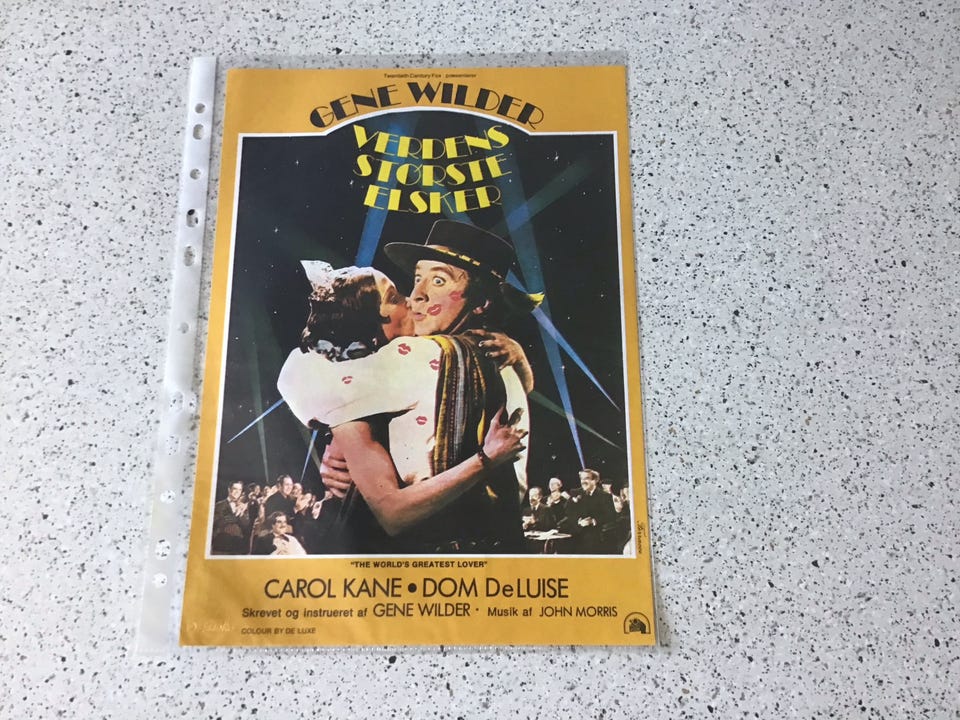 Twentieth Century Fox præsenterer
GENE WILDER
VERDENS
STØRSTE
ELSKER
"THE WORLD'S GREATEST LOVER"
CAROL KANE • DOM DeLUISE
Skrevet og instrueret af GENE WILDER · Musik af JOHN MORRIS
COLOUR BY DE LUXE